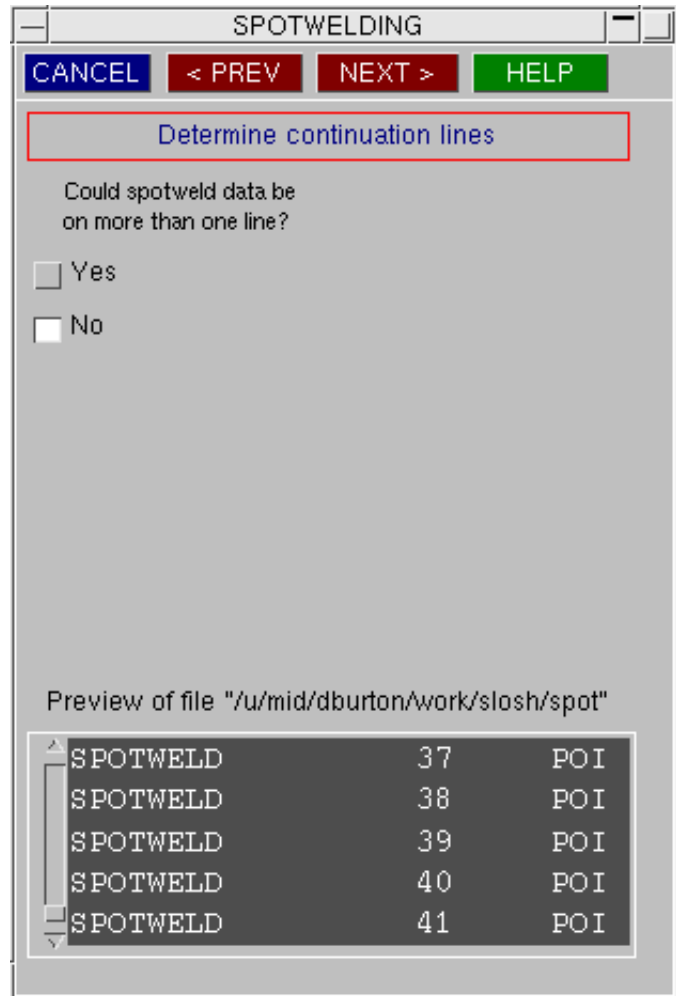 SPOTWELDING
CANCEL < PREV NEXT > HELP
Determine continuation lines
Could spotweld data be
on more than one line?
Yes
No
Preview of file "/u/mid/dburton/work/slosh/spot"
SPOTWELD 37 POI
SPOTWELD 38 POI
SPOTWELD 39 POI
SPOTWELD 40 POI
SPOTWELD 41 POI